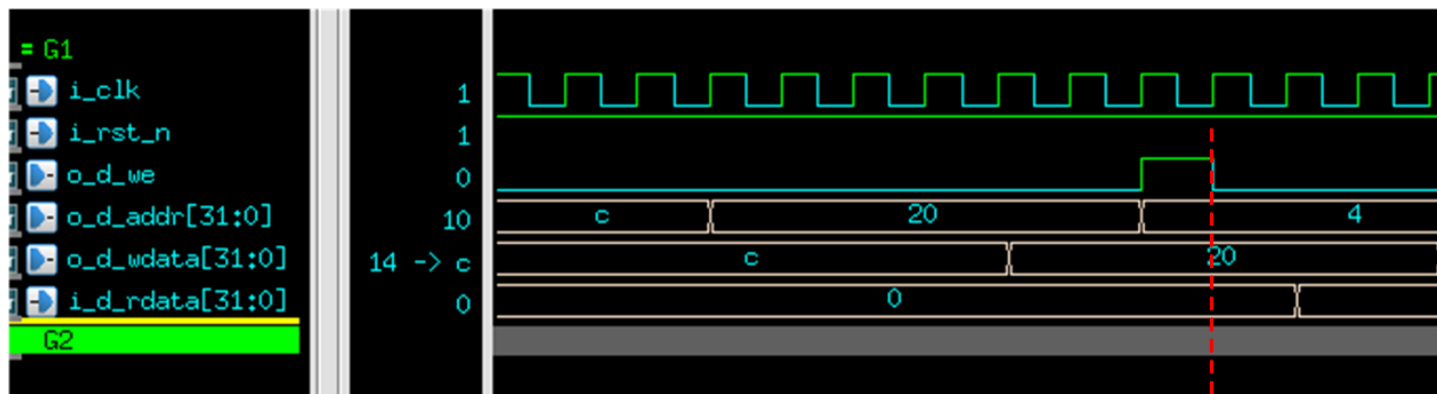 = G1
i_clk 1
i_rst_n 1
o_d_we 0
o_d_addr[31:0] 10 c 20 4
o_d_wdata[31:0] 14 -> c c 20
i_d_rdata[31:0] 0 0
G2